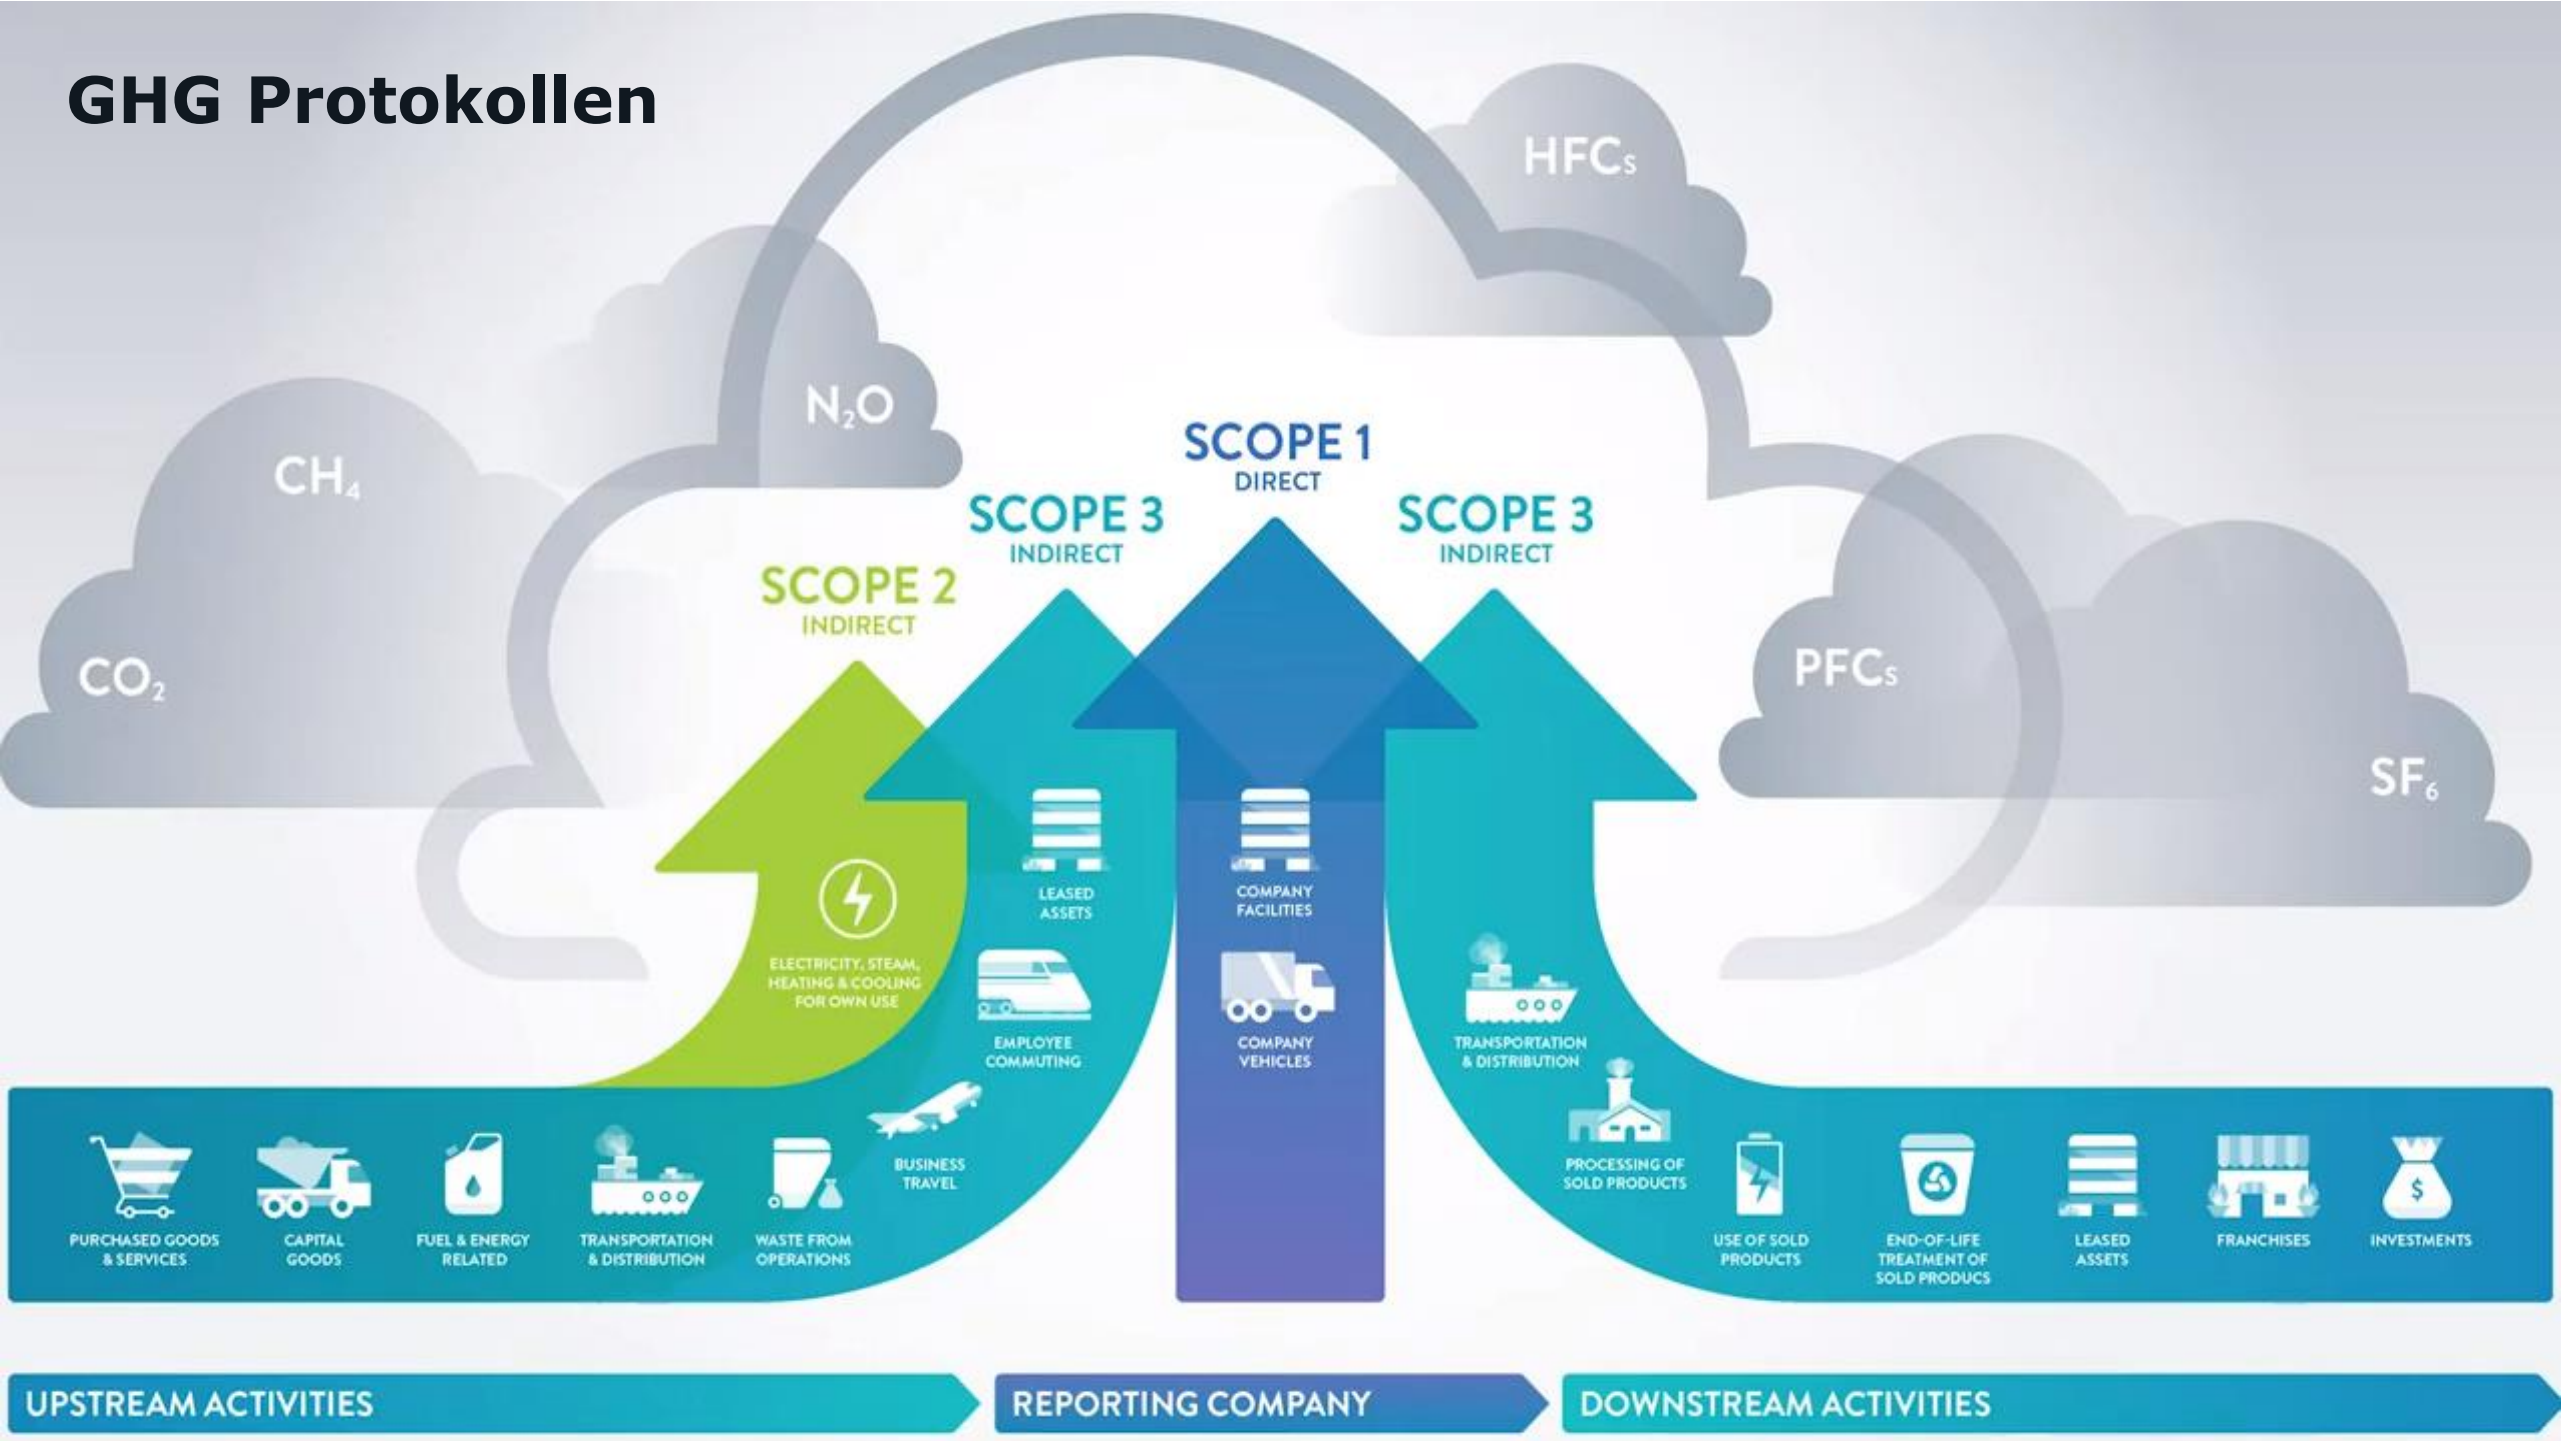 GHG Protokollen
HFCs
N₂O
CH₄
CO₂
PFCs
SF₆
SCOPE 2
INDIRECT
SCOPE 3
INDIRECT
SCOPE 1
DIRECT
SCOPE 3
INDIRECT
ELECTRICITY, STEAM,
HEATING & COOLING
FOR OWN USE
LEASED
ASSETS
EMPLOYEE
COMMUTING
BUSINESS
TRAVEL
COMPANY
FACILITIES
COMPANY
VEHICLES
TRANSPORTATION
& DISTRIBUTION
PROCESSING OF
SOLD PRODUCTS
PURCHASED GOODS
& SERVICES
CAPITAL
GOODS
FUEL & ENERGY
RELATED
TRANSPORTATION
& DISTRIBUTION
WASTE FROM
OPERATIONS
USE OF SOLD
PRODUCTS
END-OF-LIFE
TREATMENT OF
SOLD PRODUCS
LEASED
ASSETS
FRANCHISES
INVESTMENTS
$
UPSTREAM ACTIVITIES
REPORTING COMPANY
DOWNSTREAM ACTIVITIES